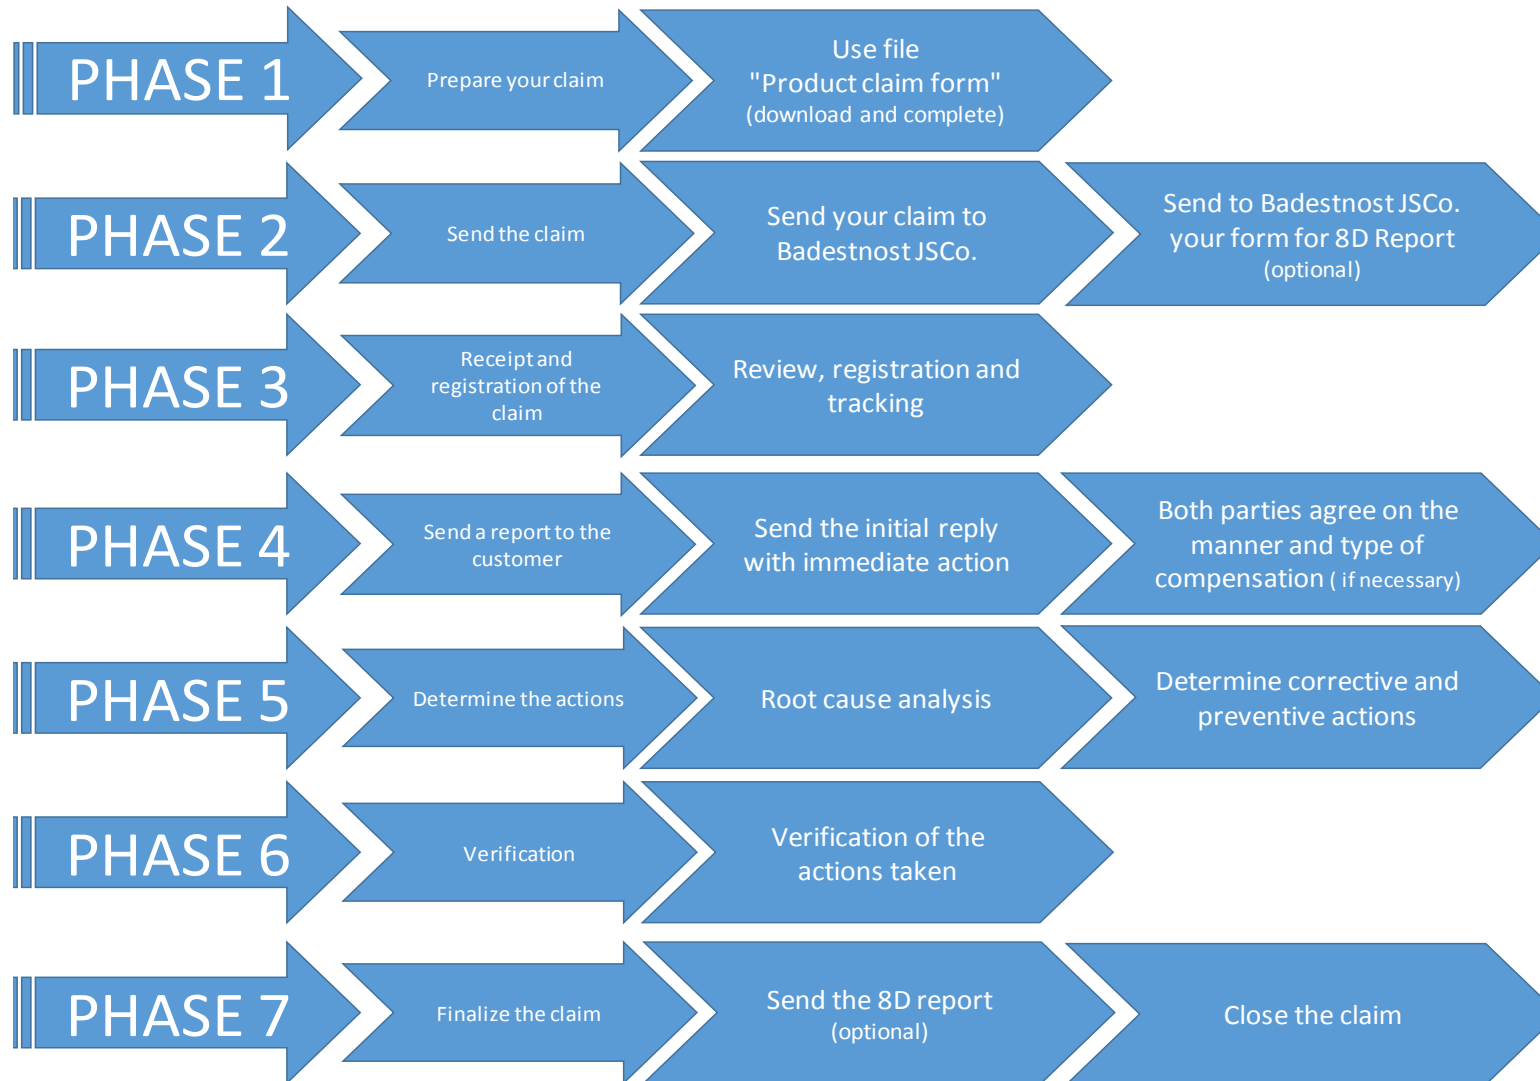 PHASE 1
Prepare your claim
Use file
"Product claim form"
(download and complete)
PHASE 2
Send the claim
Send your claim to
Badestnost JSCo.
Send to Badestnost JSCo.
your form for 8D Report
(optional)
PHASE 3
Receipt and
registration of the
claim
Review, registration and
tracking
PHASE 4
Send a report to the
customer
Send the initial reply
with immediate action
Both parties agree on the
manner and type of
compensation ( if necessary)
PHASE 5
Determine the actions
Root cause analysis
Determine corrective and
preventive actions
PHASE 6
Verification
Verification of the
actions taken
PHASE 7
Finalize the claim
Send the 8D report
(optional)
Close the claim